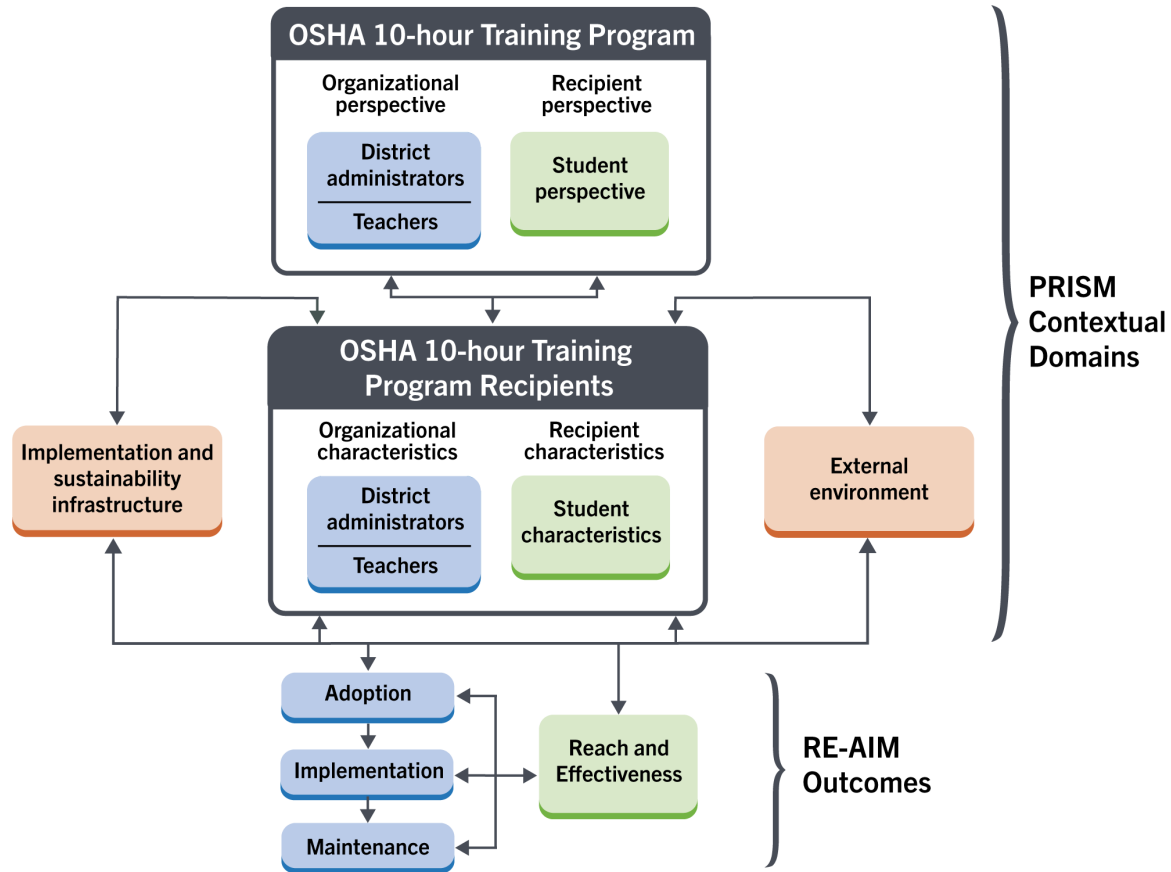 OSHA 10-hour Training Program
Organizational
perspective
Recipient
perspective
District
administrators
Teachers
Student
perspective
PRISM
Contextual
Domains
OSHA 10-hour Training
Program Recipients
Organizational
characteristics
Recipient
characteristics
District
administrators
Teachers
Student
characteristics
Implementation and
sustainability
infrastructure
External
environment
Adoption
Implementation
Maintenance
Reach and
Effectiveness
RE-AIM
Outcomes